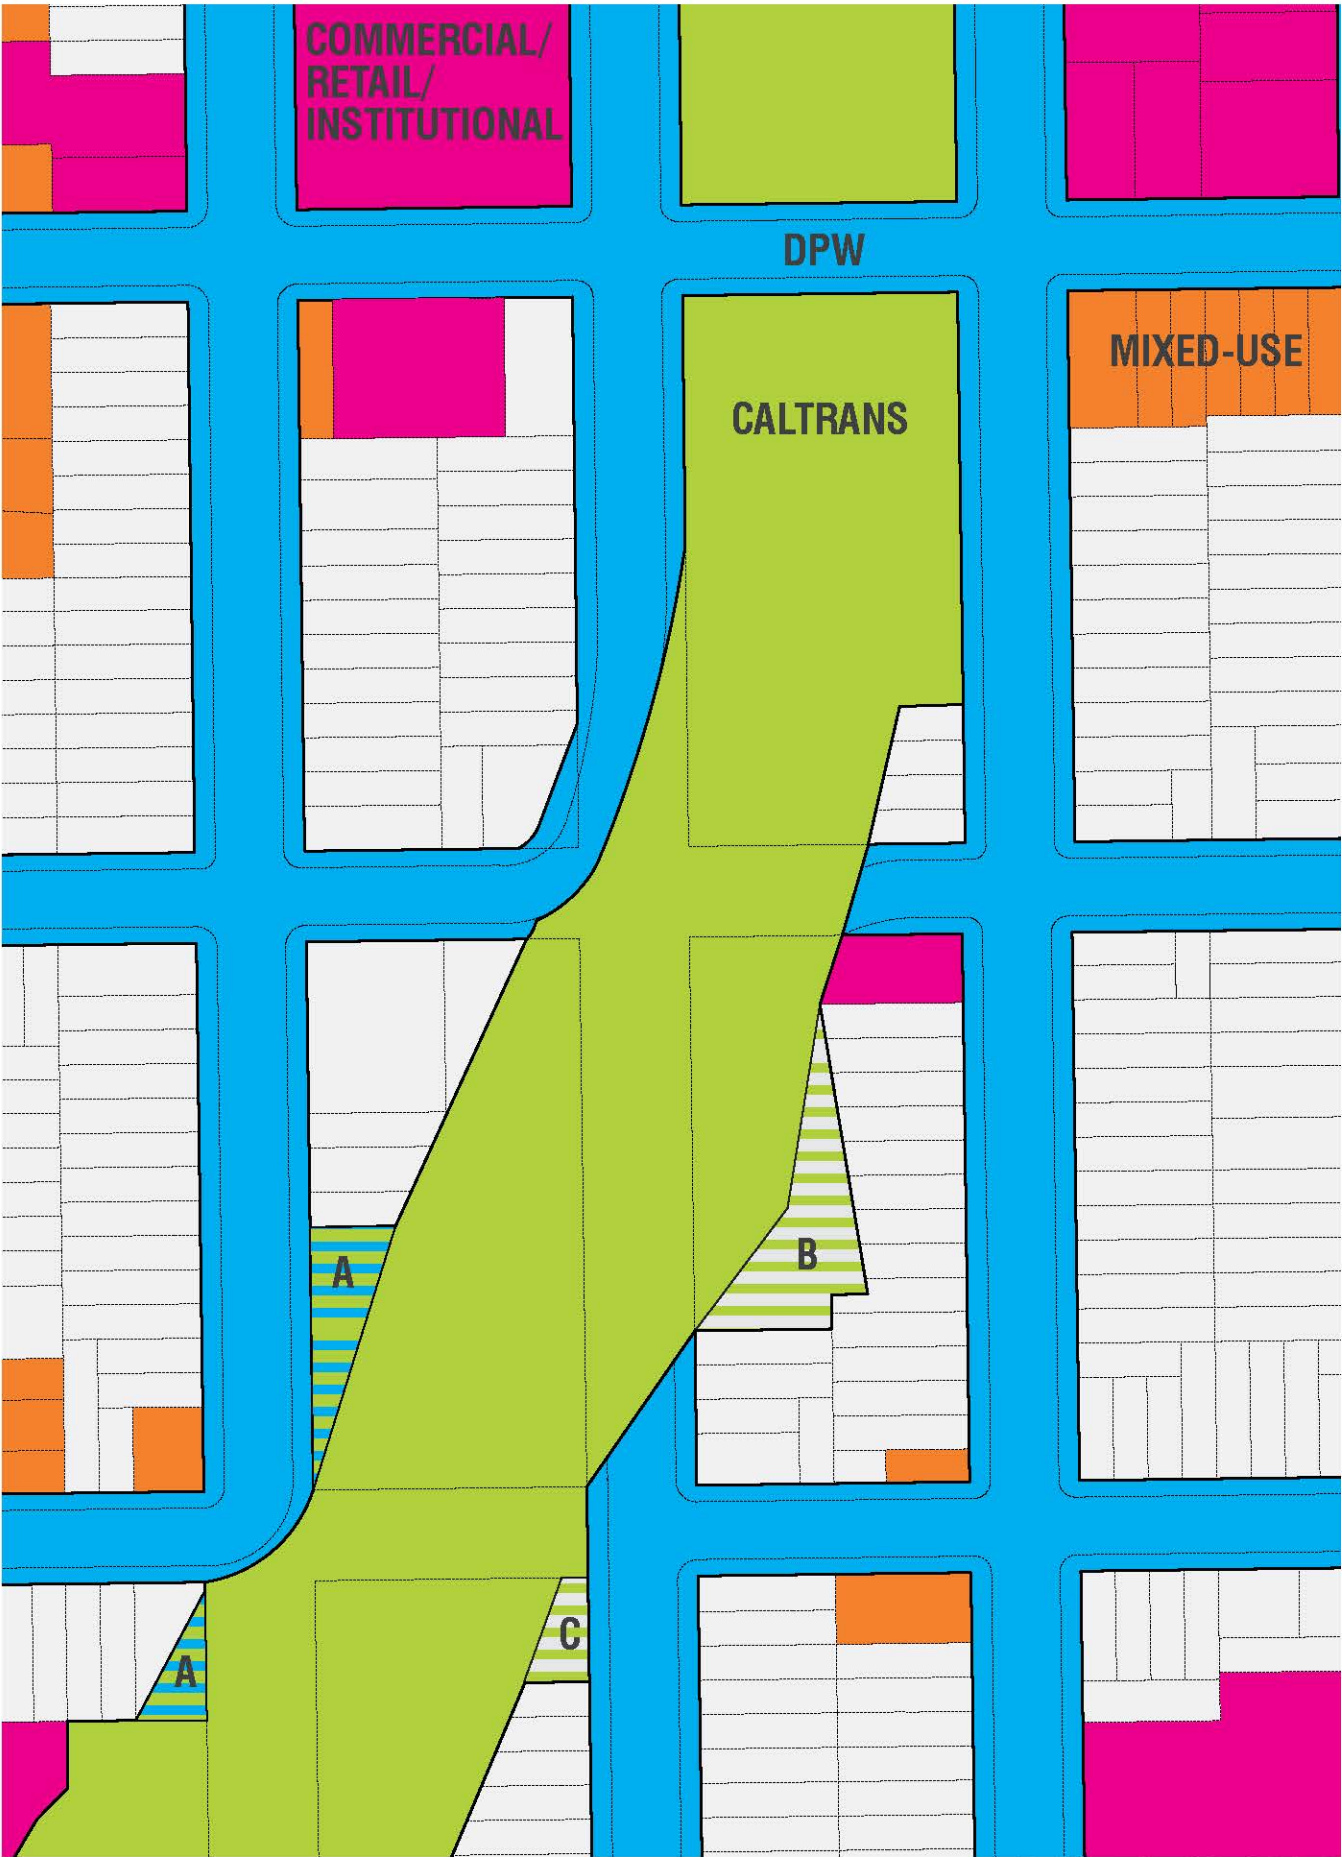 COMMERCIAL/
RETAIL/
INSTITUTIONAL
DPW
MIXED-USE
CALTRANS
A
B
C
A